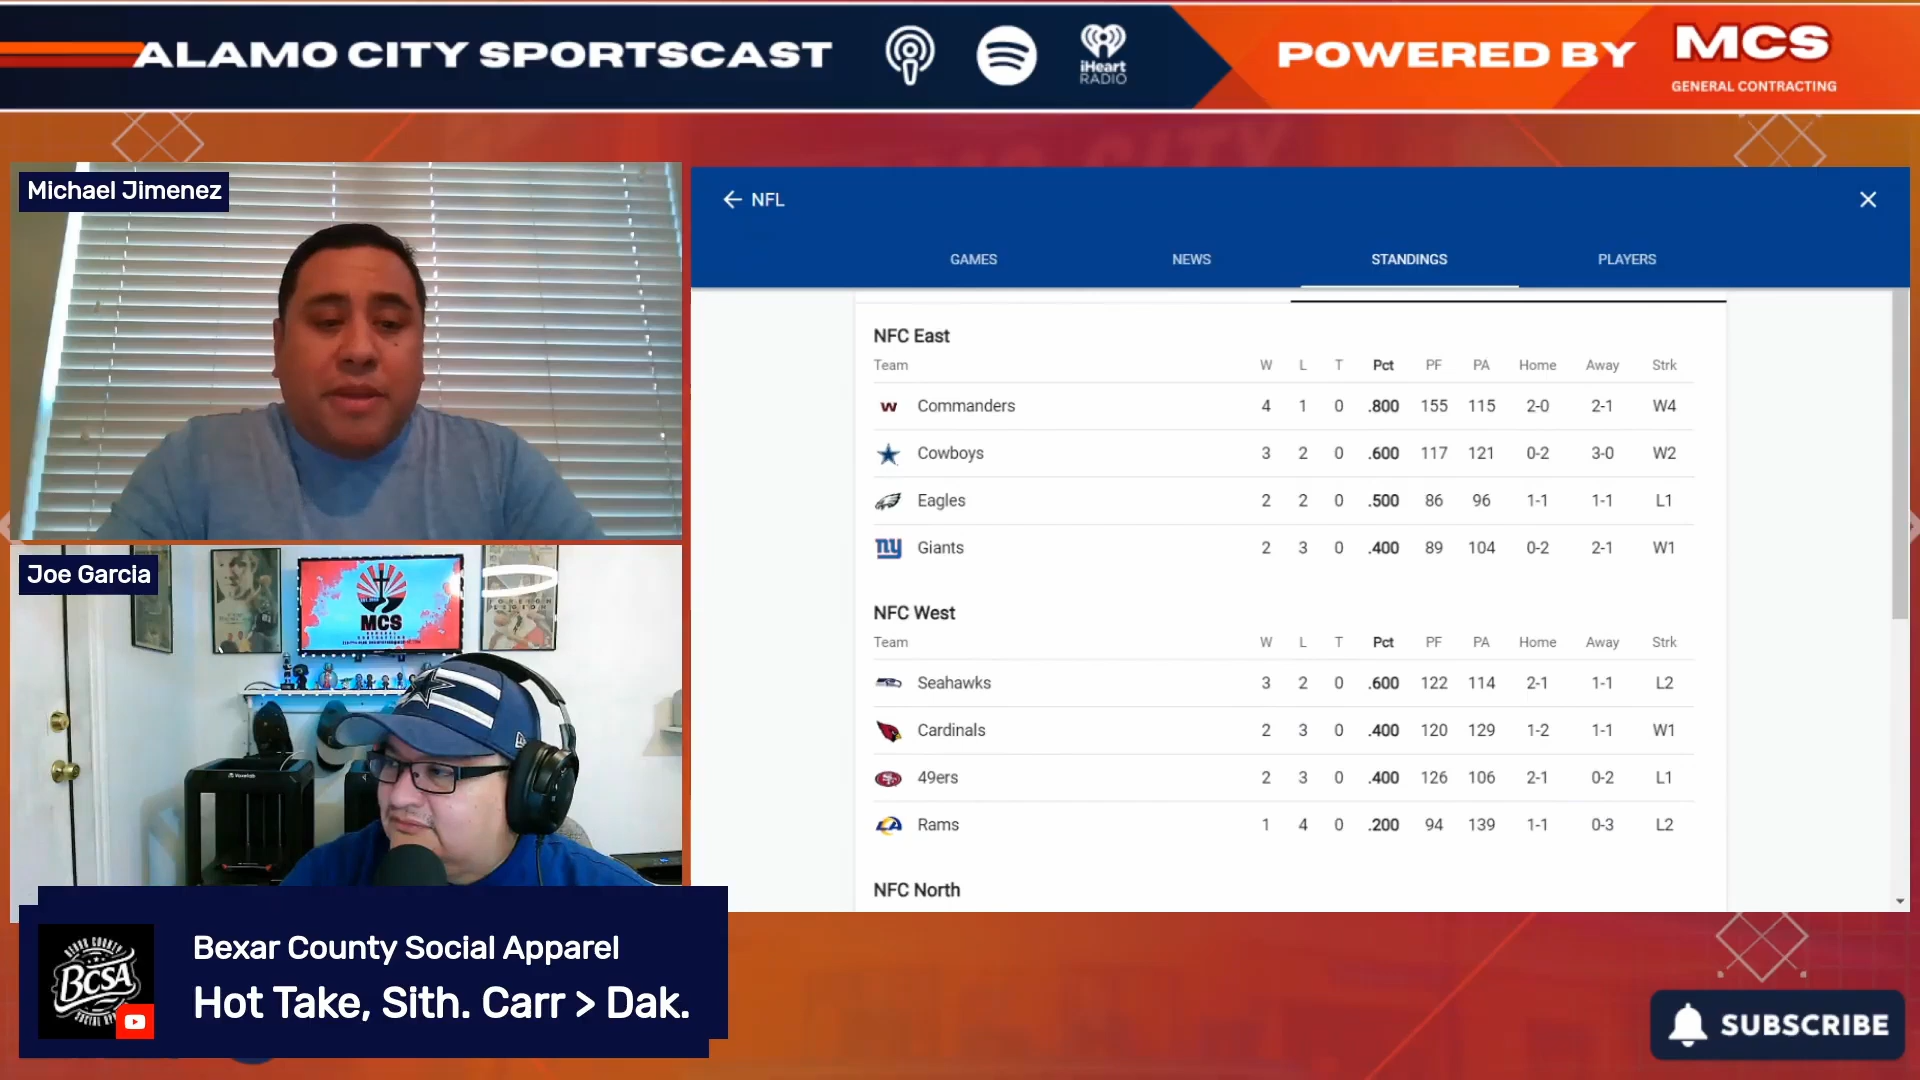 ALAMO CITY SPORTSCAST
iHeart
RADIO
POWERED BY
MCS
GENERAL CONTRACTING
Michael Jimenez
NFL
GAMES NEWS STANDINGS PLAYERS
NFC East
Team W L T Pct PF PA Home Away Strk
W Commanders 4 1 0 .800 155 115 2-0 2-1 W4
Cowboys 3 2 0 .600 117 121 0-2 3-0 W2
Eagles 2 2 0 .500 86 96 1-1 1-1 L1
ny Giants 2 3 0 .400 89 104 0-2 2-1 W1
NFC West
Team W L T Pct PF PA Home Away Strk
Seahawks 3 2 0 .600 122 114 2-1 1-1 L2
Cardinals 2 3 0 .400 120 129 1-2 1-1 W1
49ers 2 3 0 .400 126 106 2-1 0-2 L1
Rams 1 4 0 .200 94 139 1-1 0-3 L2
NFC North
Joe Garcia
MCS
BEXAR COUNTY
BCSA
Bexar County Social Apparel
Hot Take, Sith. Carr > Dak.
SUBSCRIBE